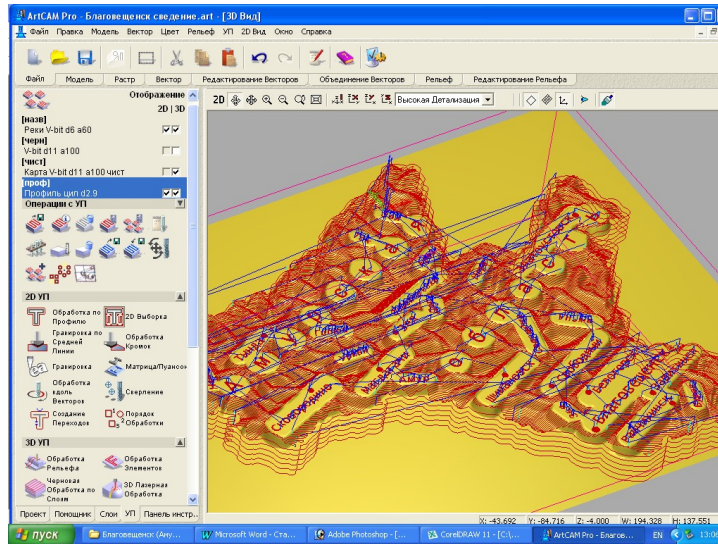 ArtCAM Pro - Благовещенск сведение.art - [3D Вид]
Файл Правка Модель Вектор Цвет Рельеф УП 2D Вид Окно Справка
Файл Модель Растр Вектор Редактирование Векторов Объединение Векторов Рельеф Редактирование Рельефа
Отображение
2D | 3D
[назв]
Реки V-bit d6 a60
[черн]
V-bit d11 a100
[чист]
Карта V-bit d11 a100 чист
[проф]
Профиль цил d2.9
Операции с УП
2D УП
Обработка по Профилю
2D Выборка
Гравировка по Средней Линии
Обработка Кромок
Гравировка
Матрица/Пуансон
Обработка вдоль Векторов
Сверление
Создание Переходов
Порядок Обработки
3D УП
Обработка Рельефа
Обработка Элементов
Черновая Обработка по Слоям
3D Лазерная Обработка
Проект Помощник Слои УП Панель инстр...
2D Высокая Детализация
Сковородино
Амур
X: -43.692 Y: -84.716 Z: -4.000 W: 194.328 H: 137.551
пуск Благовещенск (Аму... Microsoft Word - Ста... Adobe Photoshop - [... CorelDRAW 11 - [C:\... ArtCAM Pro - Благов... EN 13:08